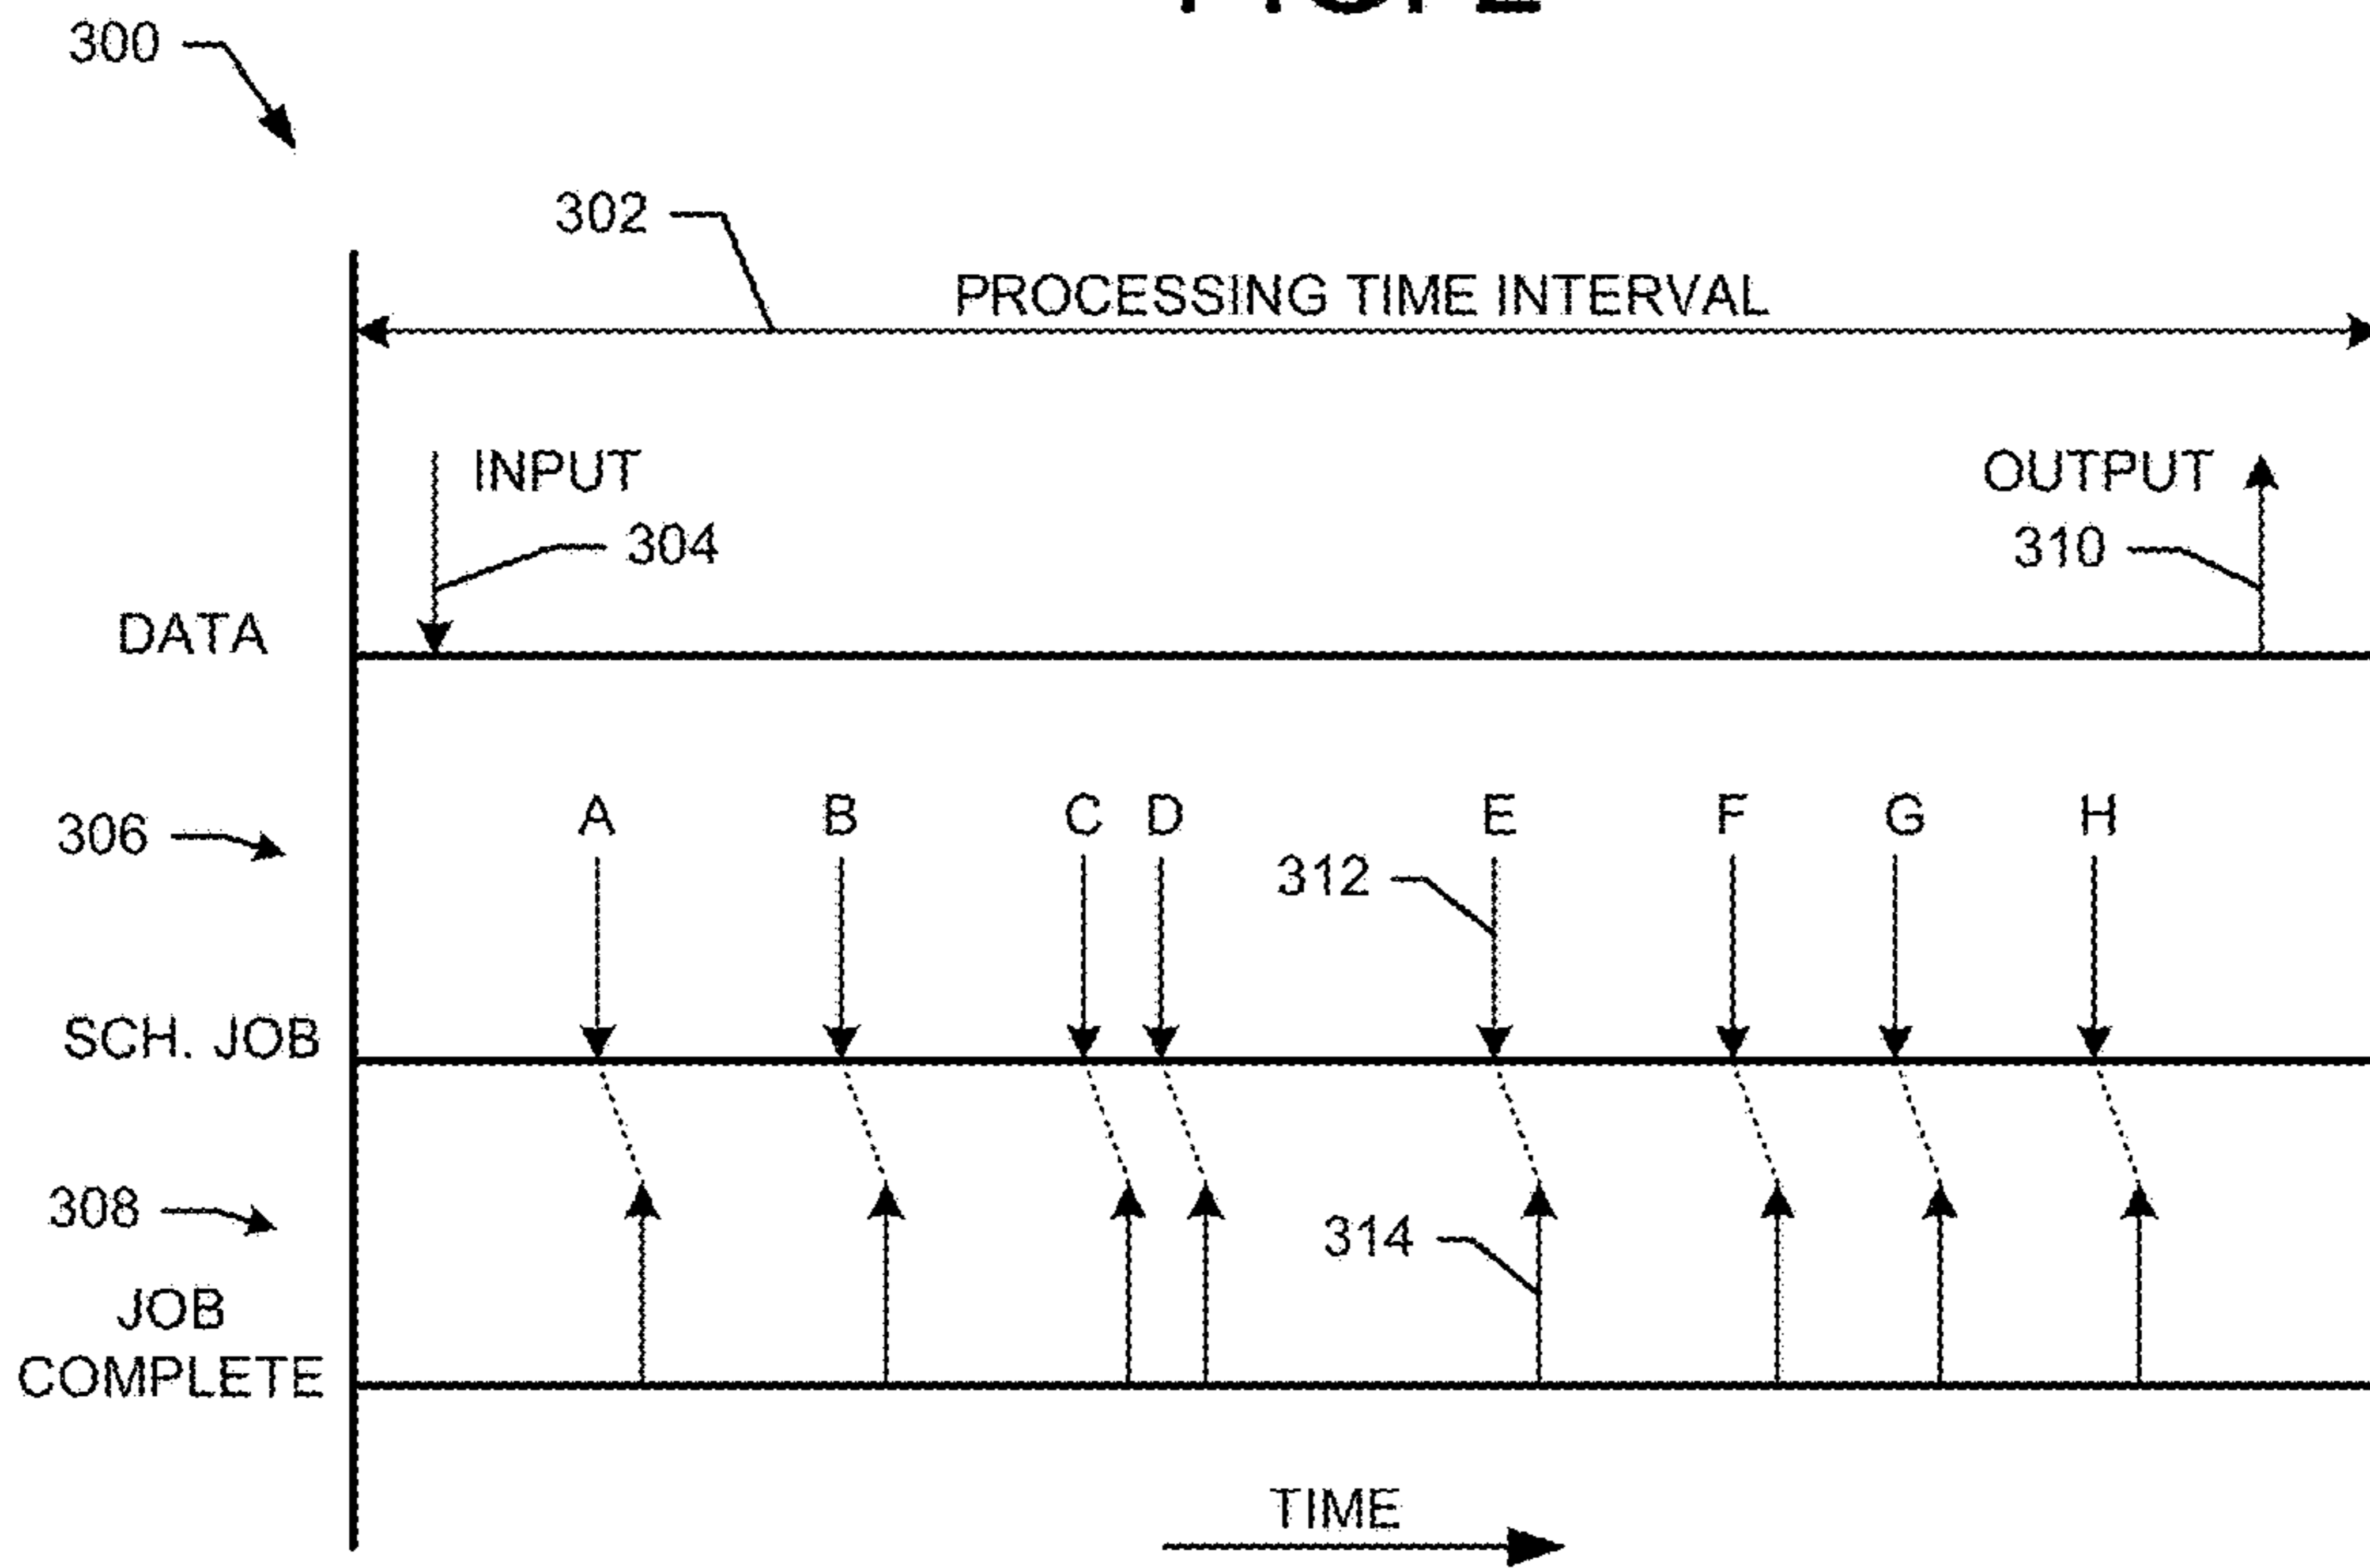 300
302
PROCESSING TIME INTERVAL
INPUT
OUTPUT
304
310
DATA
A B C D E F G H
306
312
SCH. JOB
308
314
JOB
COMPLETE
TIME